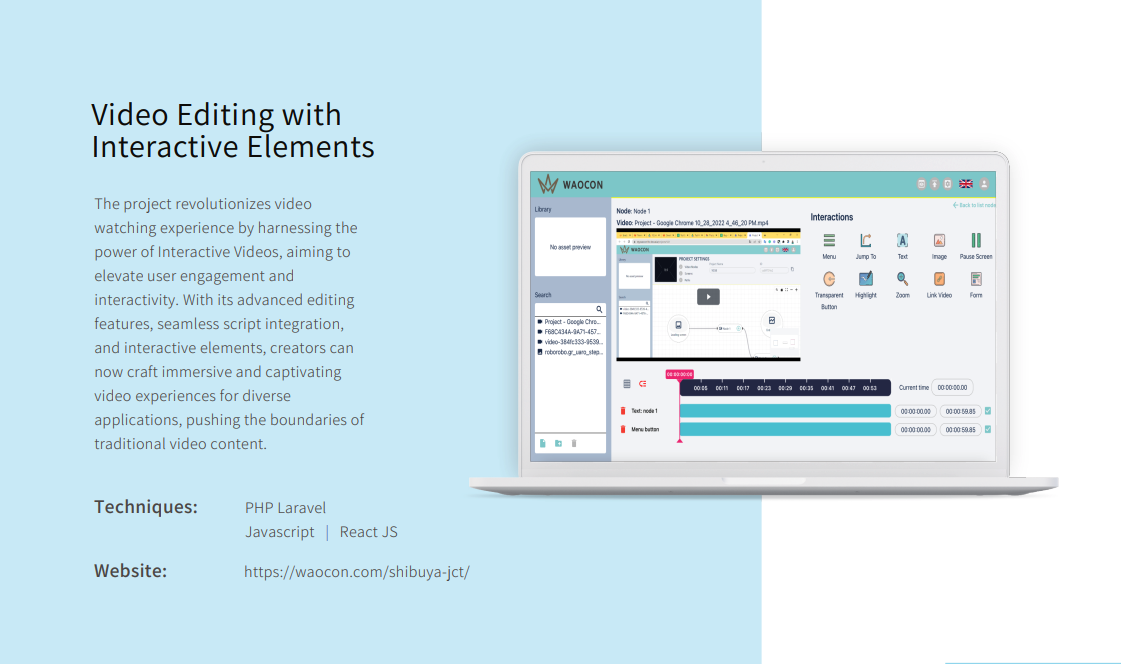 Video Editing with
Interactive Elements
The project revolutionizes video
watching experience by harnessing the
power of Interactive Videos, aiming to
elevate user engagement and
interactivity. With its advanced editing
features, seamless script integration,
and interactive elements, creators can
now craft immersive and captivating
video experiences for diverse
applications, pushing the boundaries of
traditional video content.
Techniques:
PHP Laravel
Javascript | React JS
Website:
https://waocon.com/shibuya-jct/
WAOCON
Library
No asset preview
Search
Project - Google Chro...
F68C434A-9A71-457...
video-384fc333-9539...
roborobo.gr_uaro_step...
Node: Node 1
Video: Project - Google Chrome 10_28_2022 4_46_20 PM.mp4
WAOCON
PROJECT SETTINGS
Back to list node
Interactions
Menu
Jump To
Text
Image
Pause Screen
Transparent
Button
Highlight
Zoom
Link Video
Form
00:00:00:00
00:05 00:11 00:17 00:23 00:29 00:35 00:41 00:47 00:53
Current time 00:00:00.00
Text: node 1
00:00:00.00 00:00:59.85
Menu button
00:00:00.00 00:00:59.85